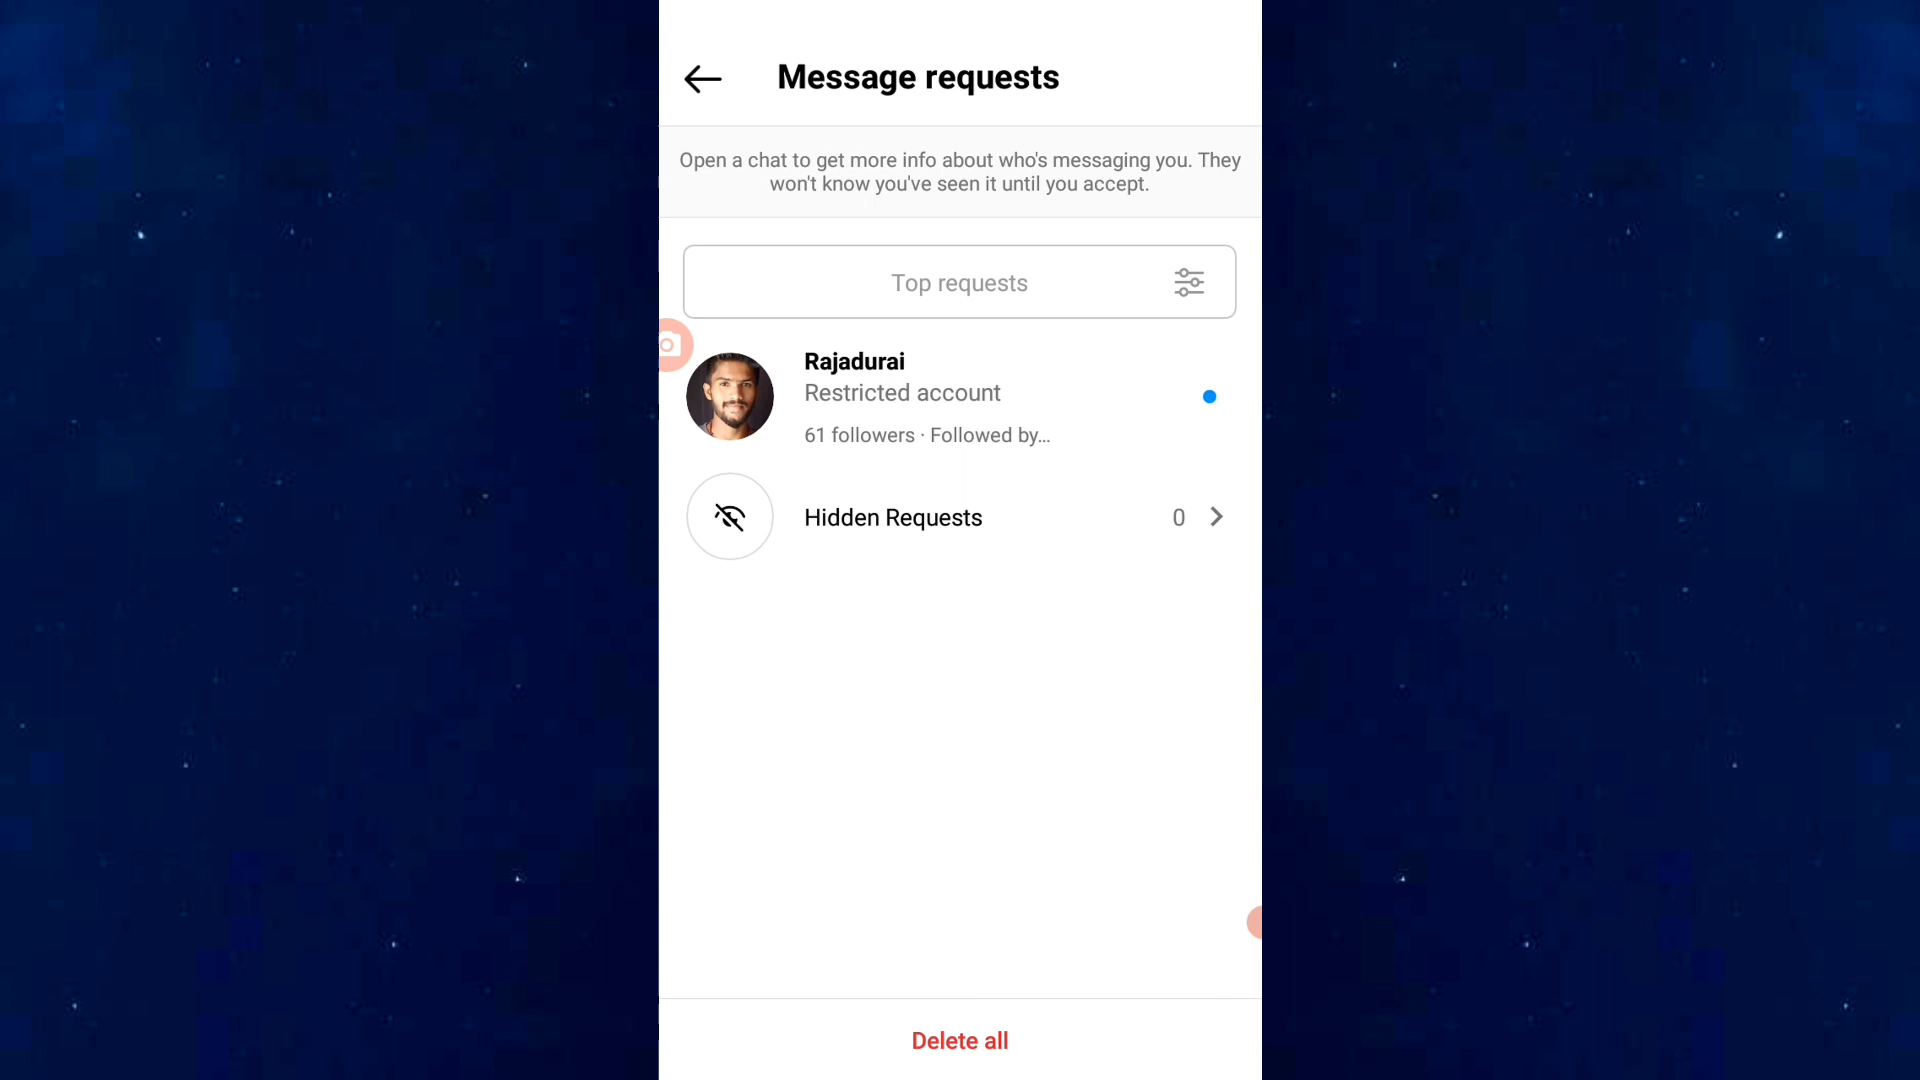 Message requests
Open a chat to get more info about who's messaging you. They
won't know you've seen it until you accept.
Top requests
Rajadurai
Restricted account
61 followers · Followed by...
Hidden Requests 0
Delete all